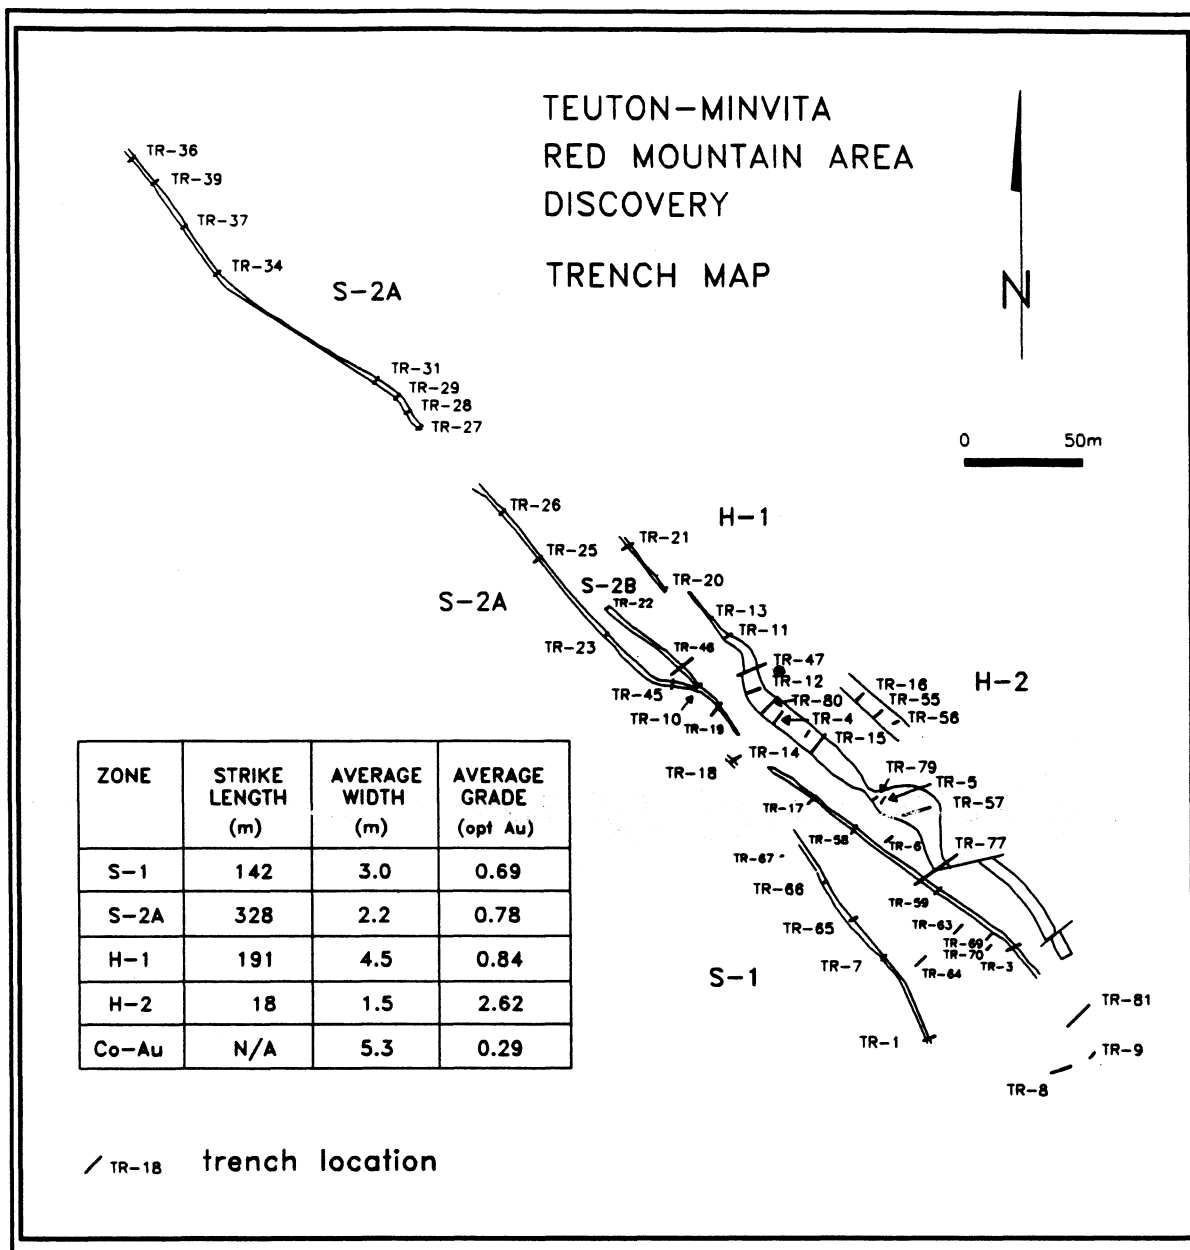 TEUTON-MINVITA
RED MOUNTAIN AREA
DISCOVERY
TRENCH MAP
N
0 50m
TR-36
TR-39
TR-37
TR-34
S-2A
TR-31
TR-29
TR-28
TR-27
TR-26
TR-25
H-1
TR-21
S-2B
TR-20
TR-22
S-2A
TR-13
TR-11
TR-23
TR-46
TR-47
TR-12
TR-16
H-2
TR-45
TR-80
TR-55
TR-10
TR-19
TR-4
TR-56
TR-15
TR-14
TR-18
TR-79
TR-5
TR-17
TR-57
TR-58
TR-6
TR-77
TR-67
TR-66
TR-59
TR-65
TR-63
TR-69
TR-70
TR-3
TR-7
TR-64
S-1
TR-81
TR-1
TR-9
TR-8
ZONE STRIKE LENGTH (m) AVERAGE WIDTH (m) AVERAGE GRADE (opt Au)
S-1 142 3.0 0.69
S-2A 328 2.2 0.78
H-1 191 4.5 0.84
H-2 18 1.5 2.62
Co-Au N/A 5.3 0.29
TR-18 trench location